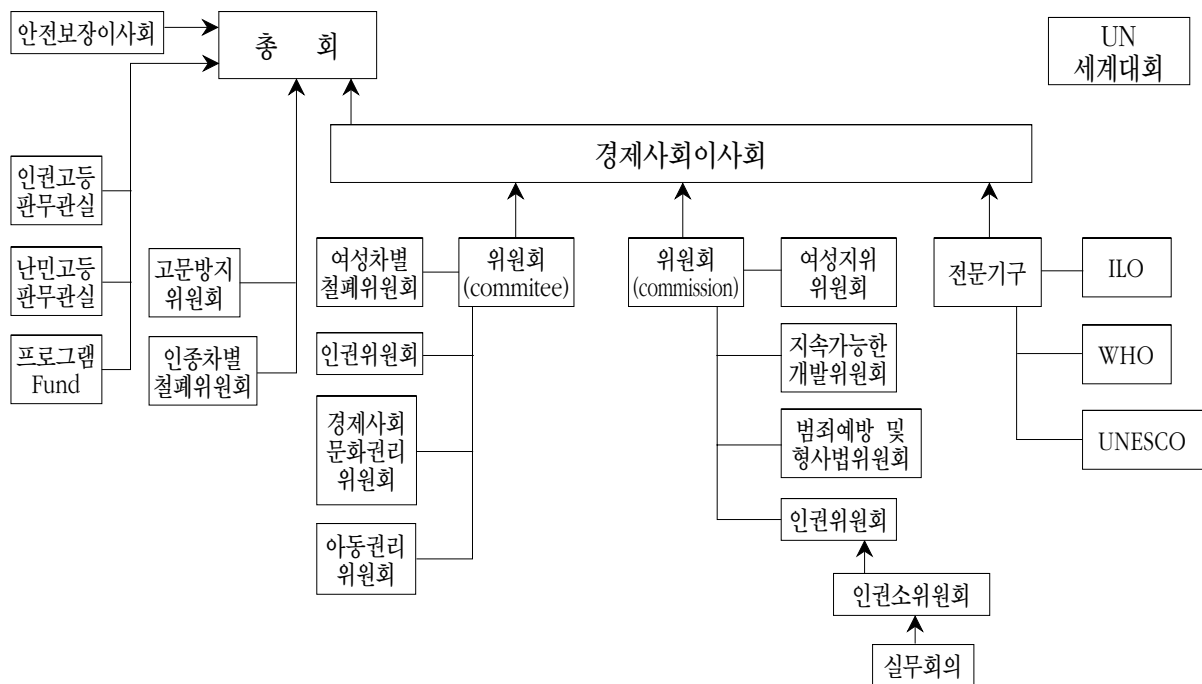 안전보장이사회
총 회
UN
세계대회
경제사회이사회
인권고등
판무관실
난민고등
판무관실
프로그램
Fund
고문방지
위원회
인종차별
철폐위원회
여성차별
철폐위원회
위원회
(commitee)
인권위원회
경제사회
문화권리
위원회
아동권리
위원회
위원회
(commission)
여성지위
위원회
지속가능한
개발위원회
범죄예방 및
형사법위원회
인권위원회
인권소위원회
실무회의
전문기구
ILO
WHO
UNESCO